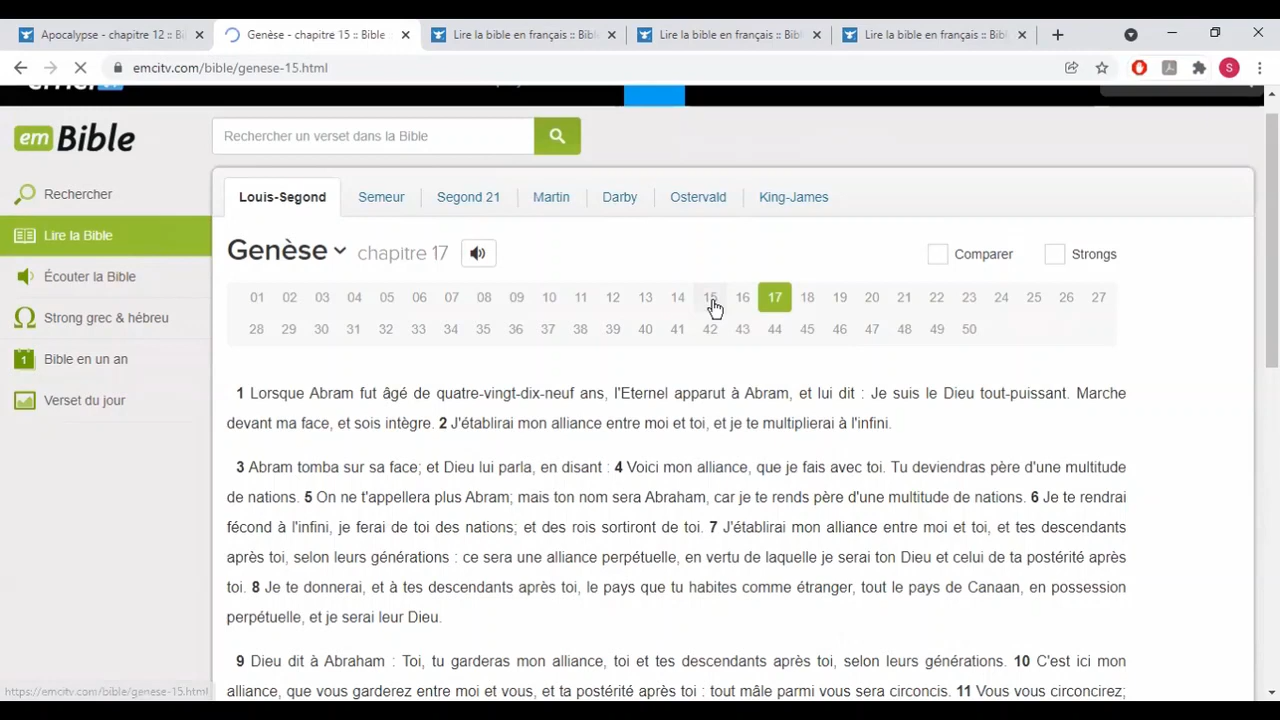 Apocalypse - chapitre 12 :: Bi
Genèse - chapitre 15 :: Bible
Lire la bible en français :: Bibl
Lire la bible en français :: Bibl
Lire la bible en français :: Bibl
emcitv.com/bible/genese-15.html
S
em Bible
Rechercher un verset dans la Bible
Rechercher
Lire la Bible
Écouter la Bible
Strong grec & hébreu
1 Bible en un an
Verset du jour
Louis-Segond Semeur Segond 21 Martin Darby Ostervald King-James
Genèse chapitre 17
Comparer Strongs
01 02 03 04 05 06 07 08 09 10 11 12 13 14 15 16 17 18 19 20 21 22 23 24 25 26 27
28 29 30 31 32 33 34 35 36 37 38 39 40 41 42 43 44 45 46 47 48 49 50
1 Lorsque Abram fut âgé de quatre-vingt-dix-neuf ans, l'Eternel apparut à Abram, et lui dit : Je suis le Dieu tout-puissant. Marche
devant ma face, et sois intègre. 2 J'établirai mon alliance entre moi et toi, et je te multiplierai à l'infini.
3 Abram tomba sur sa face; et Dieu lui parla, en disant : 4 Voici mon alliance, que je fais avec toi. Tu deviendras père d'une multitude
de nations. 5 On ne t'appellera plus Abram; mais ton nom sera Abraham, car je te rends père d'une multitude de nations. 6 Je te rendrai
fécond à l'infini, je ferai de toi des nations; et des rois sortiront de toi. 7 J'établirai mon alliance entre moi et toi, et tes descendants
après toi, selon leurs générations : ce sera une alliance perpétuelle, en vertu de laquelle je serai ton Dieu et celui de ta postérité après
toi. 8 Je te donnerai, et à tes descendants après toi, le pays que tu habites comme étranger, tout le pays de Canaan, en possession
perpétuelle, et je serai leur Dieu.
9 Dieu dit à Abraham : Toi, tu garderas mon alliance, toi et tes descendants après toi, selon leurs générations. 10 C'est ici mon
alliance, que vous garderez entre moi et vous, et ta postérité après toi : tout mâle parmi vous sera circoncis. 11 Vous vous circoncirez;
https://emcitv.com/bible/genese-15.html